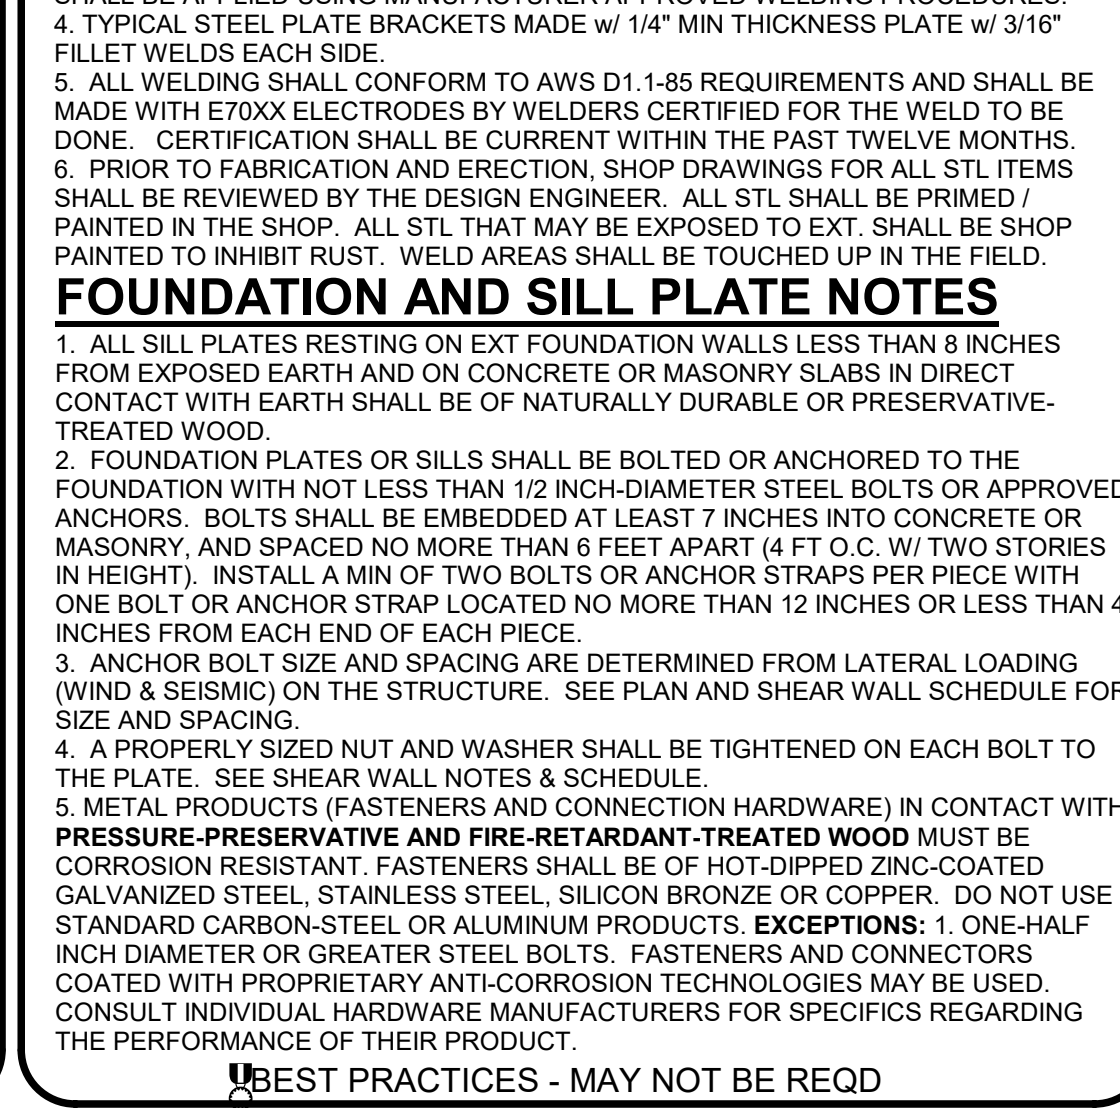 SHALL BE APPLIED USING MANUFACTURER APPROVED WELDING PROCEDURES.
4. TYPICAL STEEL PLATE BRACKETS MADE w/ 1/4" MIN THICKNESS PLATE w/ 3/16"
FILLET WELDS EACH SIDE.
5. ALL WELDING SHALL CONFORM TO AWS D1.1-85 REQUIREMENTS AND SHALL BE
MADE WITH E70XX ELECTRODES BY WELDERS CERTIFIED FOR THE WELD TO BE
DONE. CERTIFICATION SHALL BE CURRENT WITHIN THE PAST TWELVE MONTHS.
6. PRIOR TO FABRICATION AND ERECTION, SHOP DRAWINGS FOR ALL STL ITEMS
SHALL BE REVIEWED BY THE DESIGN ENGINEER. ALL STL SHALL BE PRIMED /
PAINTED IN THE SHOP. ALL STL THAT MAY BE EXPOSED TO EXT. SHALL BE SHOP
PAINTED TO INHIBIT RUST. WELD AREAS SHALL BE TOUCHED UP IN THE FIELD.
FOUNDATION AND SILL PLATE NOTES
1. ALL SILL PLATES RESTING ON EXT FOUNDATION WALLS LESS THAN 8 INCHES
FROM EXPOSED EARTH AND ON CONCRETE OR MASONRY SLABS IN DIRECT
CONTACT WITH EARTH SHALL BE OF NATURALLY DURABLE OR PRESERVATIVE-
TREATED WOOD.
2. FOUNDATION PLATES OR SILLS SHALL BE BOLTED OR ANCHORED TO THE
FOUNDATION WITH NOT LESS THAN 1/2 INCH-DIAMETER STEEL BOLTS OR APPROVED
ANCHORS. BOLTS SHALL BE EMBEDDED AT LEAST 7 INCHES INTO CONCRETE OR
MASONRY, AND SPACED NO MORE THAN 6 FEET APART (4 FT O.C. W/ TWO STORIES
IN HEIGHT). INSTALL A MIN OF TWO BOLTS OR ANCHOR STRAPS PER PIECE WITH
ONE BOLT OR ANCHOR STRAP LOCATED NO MORE THAN 12 INCHES OR LESS THAN 4
INCHES FROM EACH END OF EACH PIECE.
3. ANCHOR BOLT SIZE AND SPACING ARE DETERMINED FROM LATERAL LOADING
(WIND & SEISMIC) ON THE STRUCTURE. SEE PLAN AND SHEAR WALL SCHEDULE FOR
SIZE AND SPACING.
4. A PROPERLY SIZED NUT AND WASHER SHALL BE TIGHTENED ON EACH BOLT TO
THE PLATE. SEE SHEAR WALL NOTES & SCHEDULE.
5. METAL PRODUCTS (FASTENERS AND CONNECTION HARDWARE) IN CONTACT WITH
PRESSURE-PRESERVATIVE AND FIRE-RETARDANT-TREATED WOOD MUST BE
CORROSION RESISTANT. FASTENERS SHALL BE OF HOT-DIPPED ZINC-COATED
GALVANIZED STEEL, STAINLESS STEEL, SILICON BRONZE OR COPPER. DO NOT USE
STANDARD CARBON-STEEL OR ALUMINUM PRODUCTS. EXCEPTIONS: 1. ONE-HALF
INCH DIAMETER OR GREATER STEEL BOLTS. FASTENERS AND CONNECTORS
COATED WITH PROPRIETARY ANTI-CORROSION TECHNOLOGIES MAY BE USED.
CONSULT INDIVIDUAL HARDWARE MANUFACTURERS FOR SPECIFICS REGARDING
THE PERFORMANCE OF THEIR PRODUCT.
BEST PRACTICES - MAY NOT BE REQD